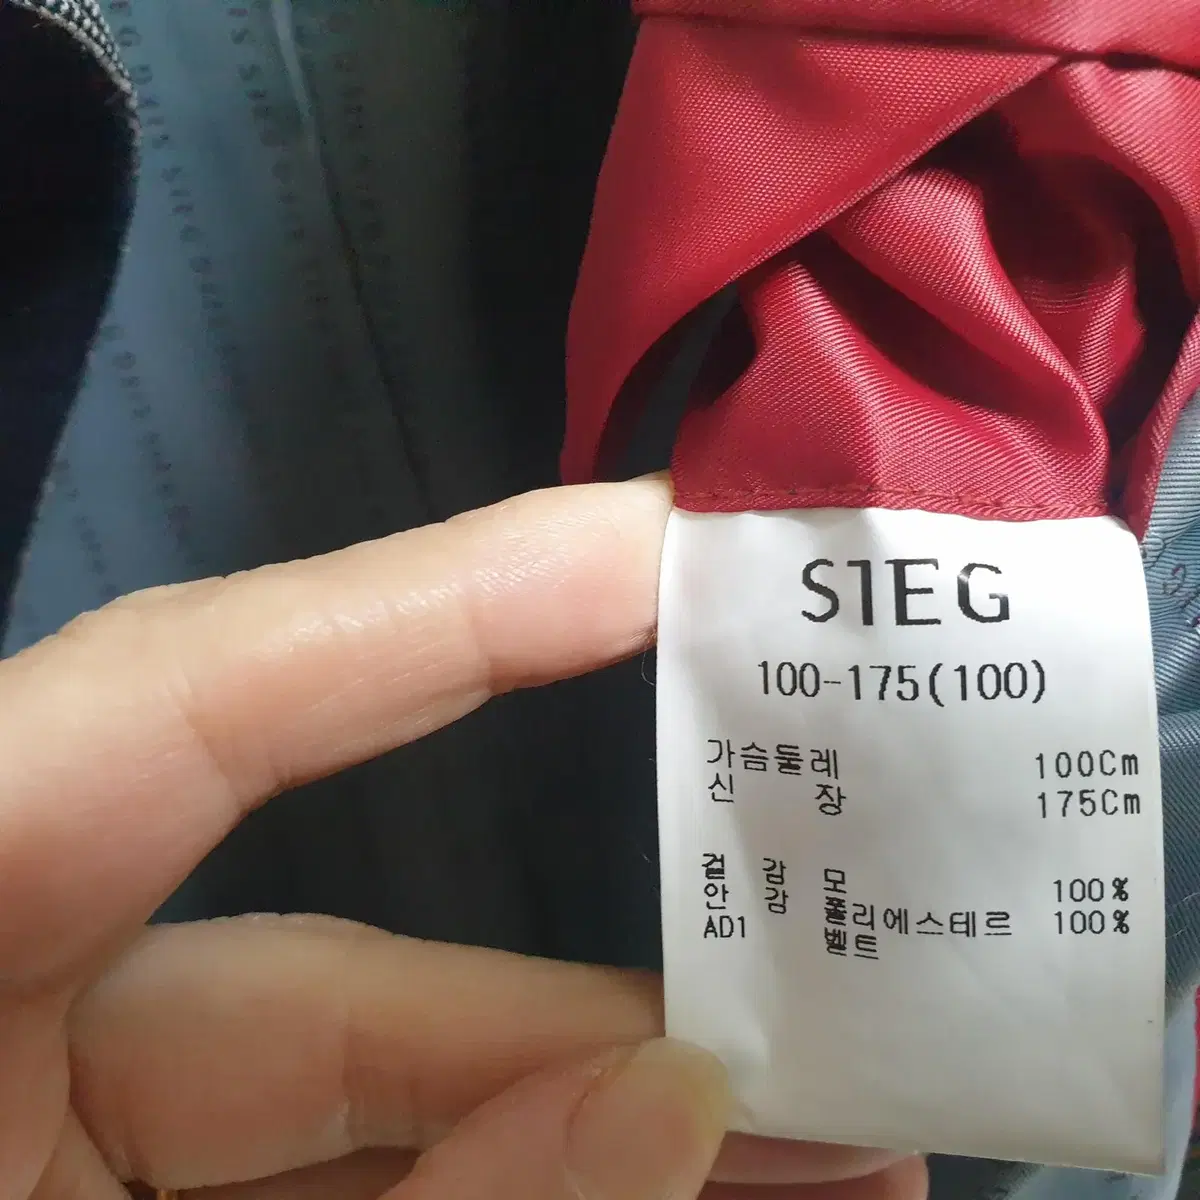 SIEG
100-175(100)
가슴둘레 100Cm
신 장 175Cm
겉 감 모 100%
안 감 폴리에스테르 100%
AD1 벨트